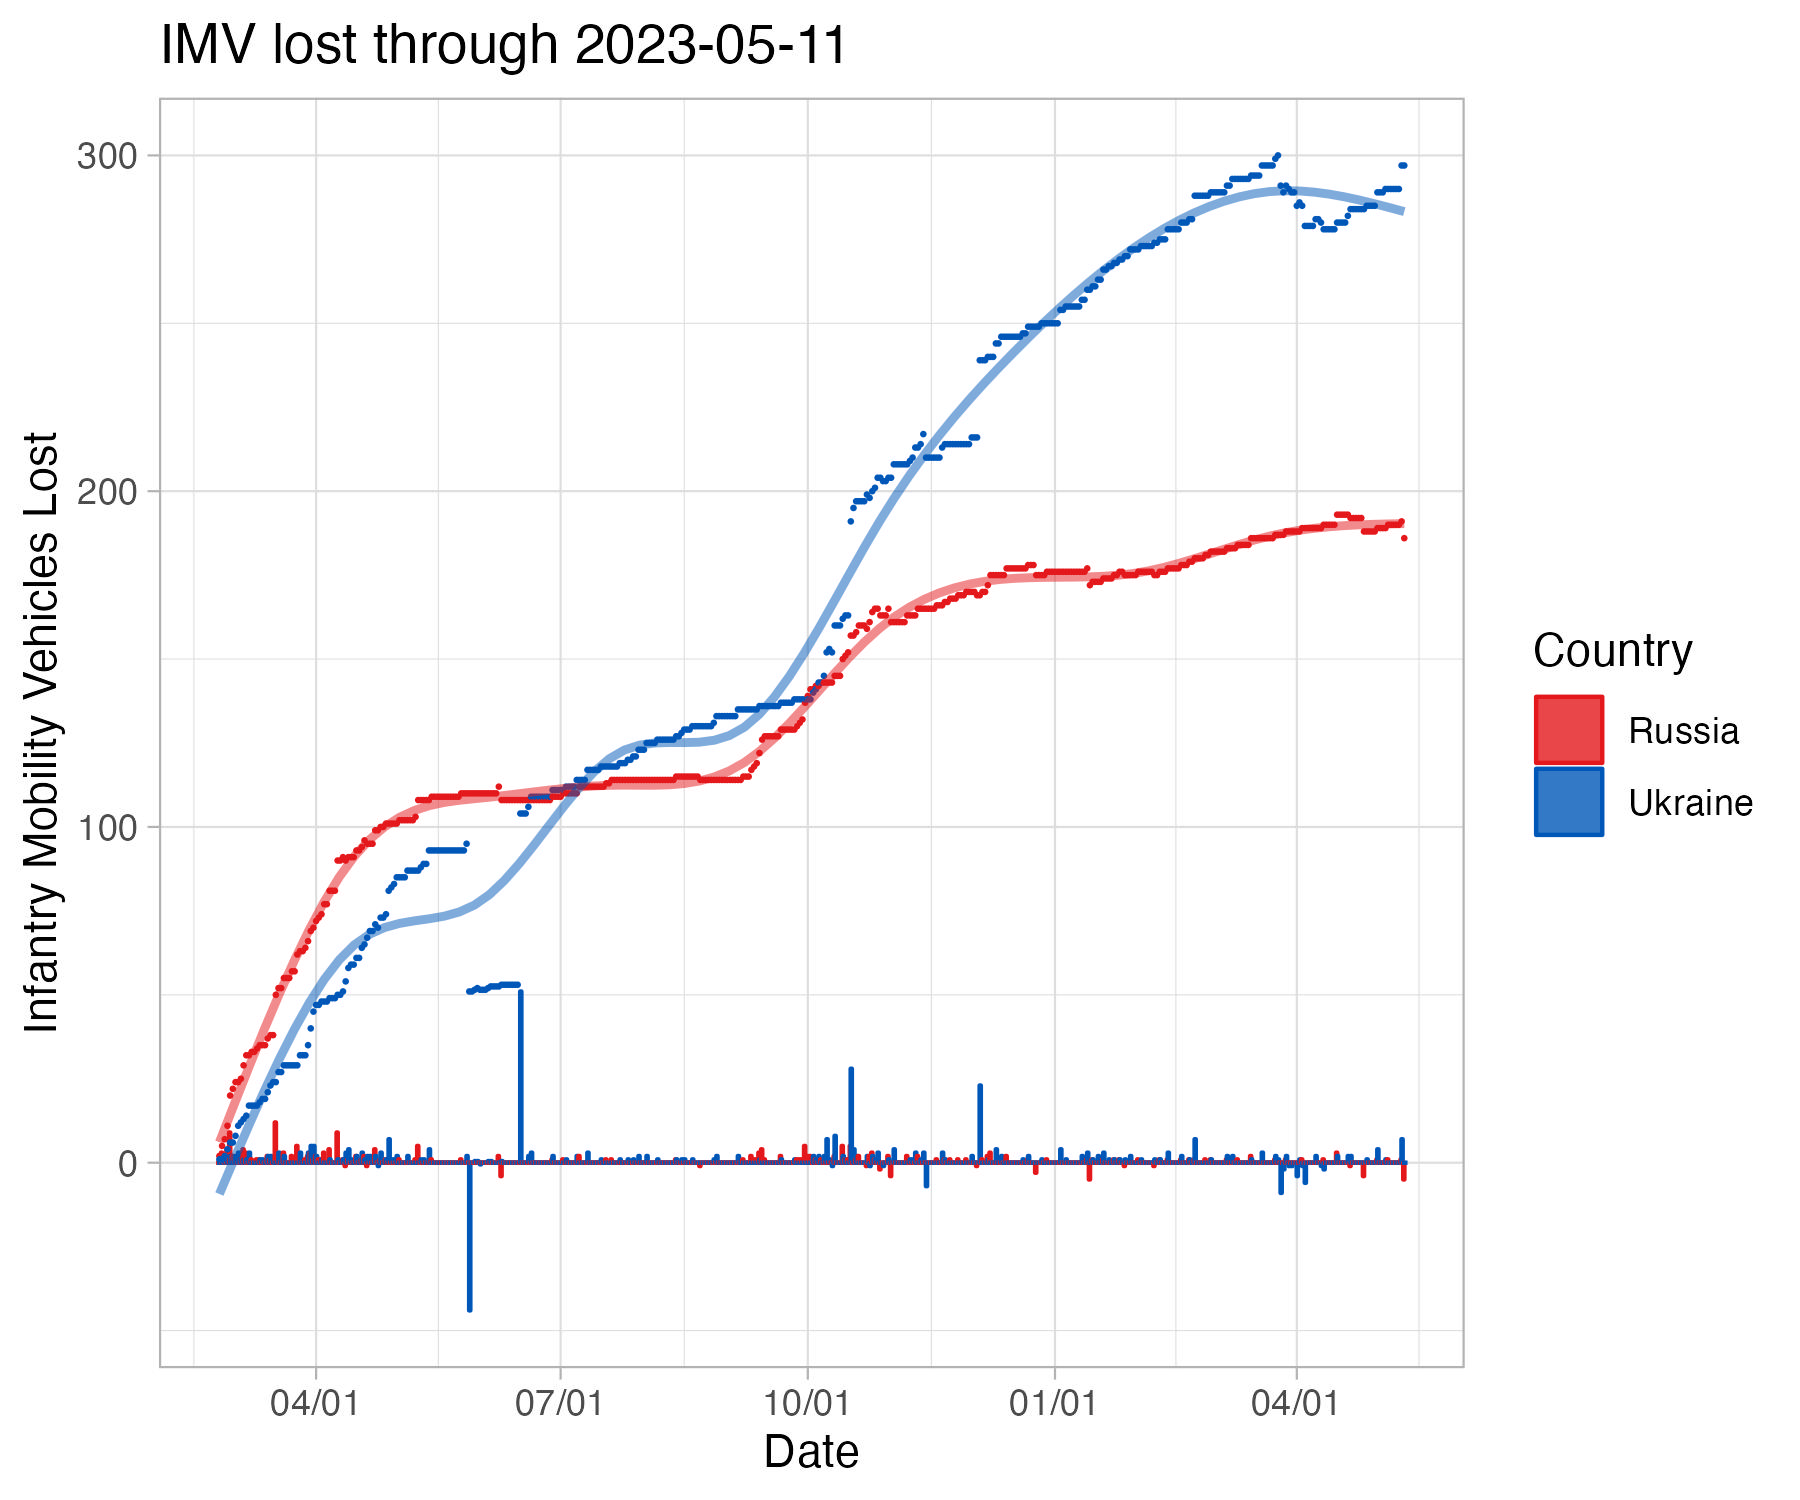 IMV lost through 2023-05-11
Infantry Mobility Vehicles Lost
300
200
100
0
04/01
07/01
10/01
01/01
04/01
Date
Country
Russia
Ukraine